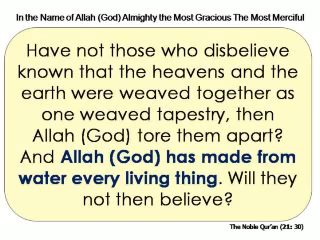 In the Name of Allah (God) Almighty the Most Gracious The Most Merciful
Have not those who disbelieve
known that the heavens and the
earth were weaved together as
one weaved tapestry, then
Allah (God) tore them apart?
And Allah (God) has made from
water every living thing. Will they
not then believe?
The Noble Qur'an (21: 30)